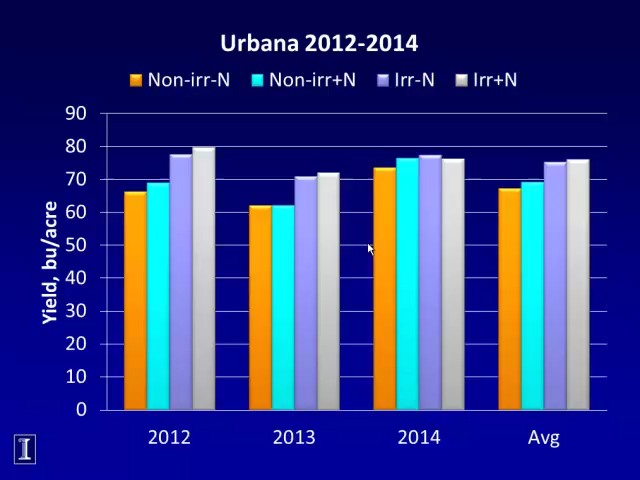 Urbana 2012-2014
Non-irr-N Non-irr+N Irr-N Irr+N
90
80
70
60
50
40
30
20
10
0
Yield, bu/acre
2012 2013 2014 Avg
I